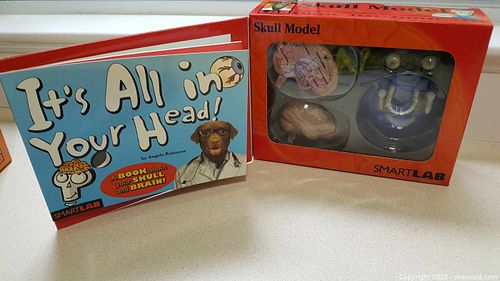 It's All in
Your Head!
by Angela Robinson
A BOOK about
your SKULL
and BRAIN!
SMARTLAB
Skull Model
Skull Model
SMARTLAB
Copyright 2025 - maxsold.com